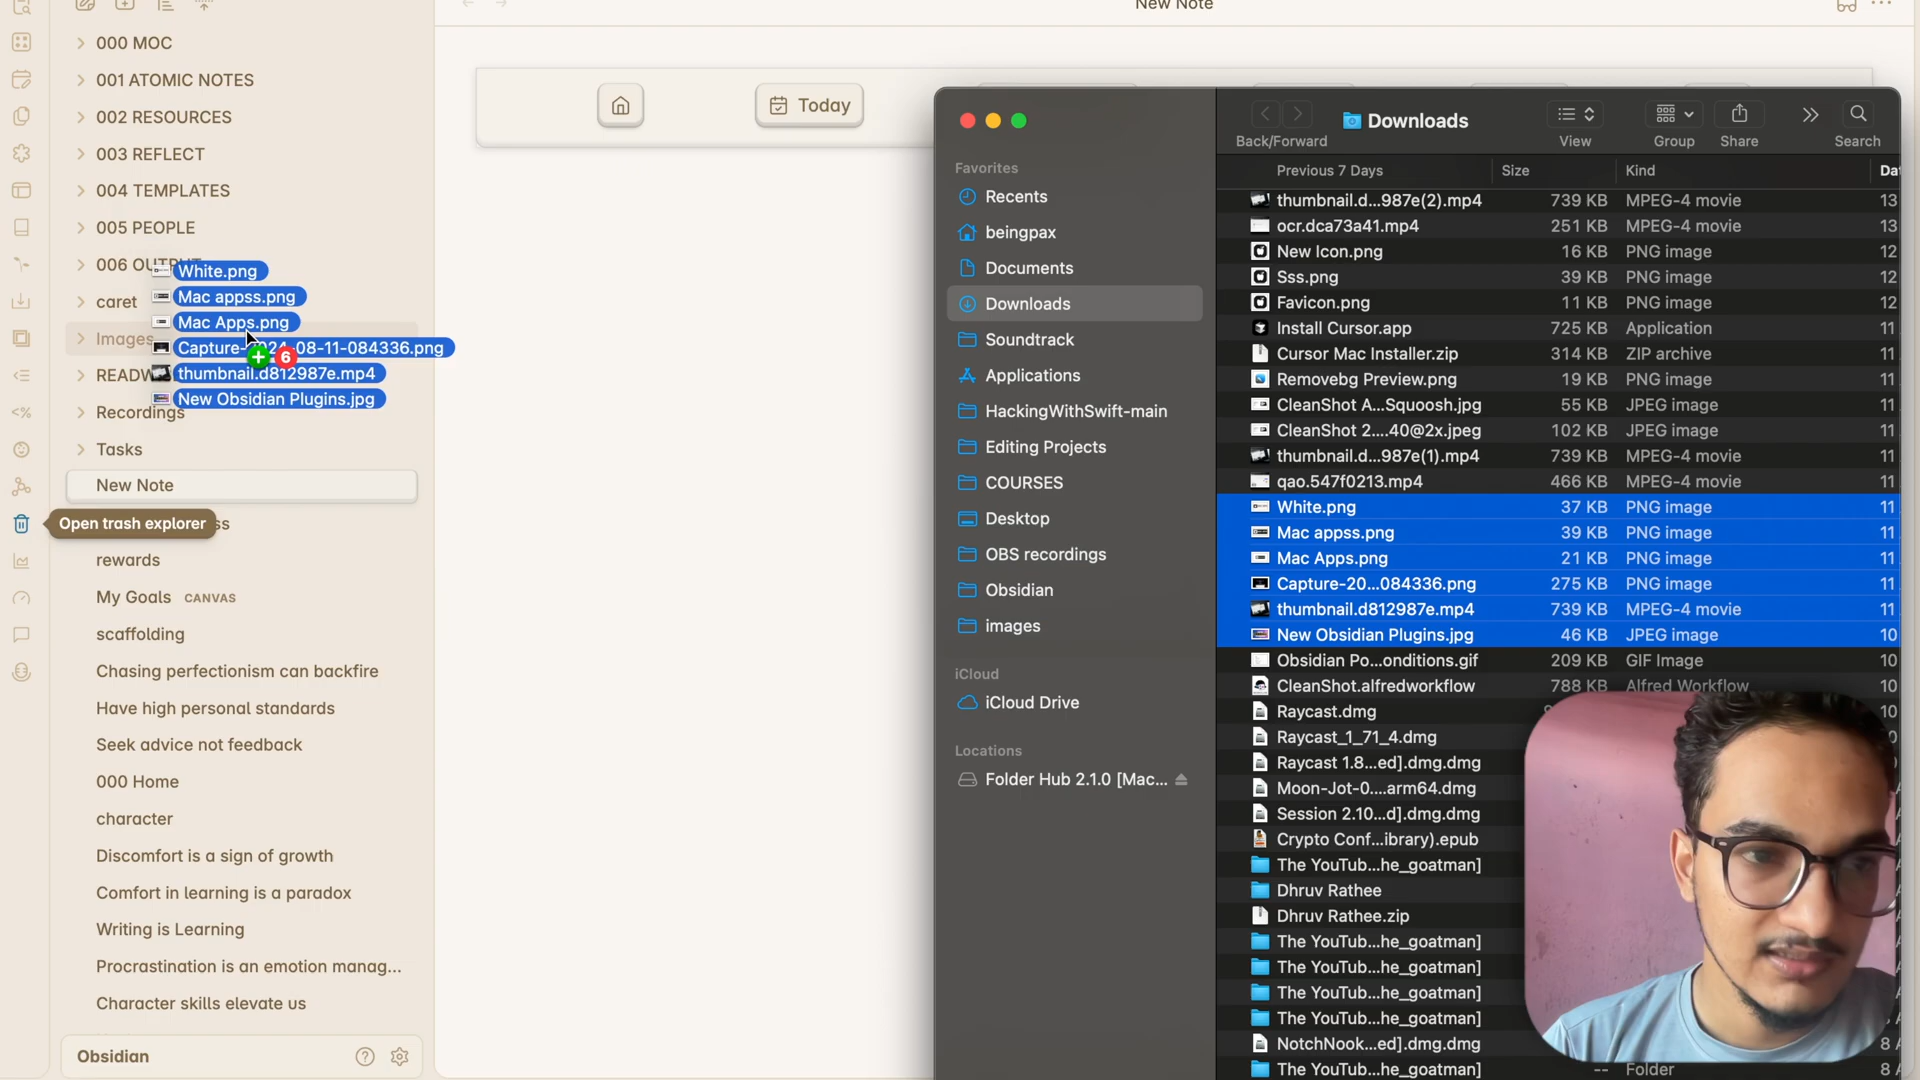 New Note
000 MOC
001 ATOMIC NOTES
002 RESOURCES
003 REFLECT
004 TEMPLATES
005 PEOPLE
006
caret
Images
Recordings
Tasks
New Note
Open trash explorer
rewards
My Goals CANVAS
scaffolding
Chasing perfectionism can backfire
Have high personal standards
Seek advice not feedback
000 Home
character
Discomfort is a sign of growth
Comfort in learning is a paradox
Writing is Learning
Procrastination is an emotion manag...
Character skills elevate us
Obsidian
White.png
Mac appss.png
Mac Apps.png
Capture-2024-08-11-084336.png
6
thumbnail.d812987e.mp4
New Obsidian Plugins.jpg
Today
Favorites
Recents
beingpax
Documents
Downloads
Soundtrack
Applications
HackingWithSwift-main
Editing Projects
COURSES
Desktop
OBS recordings
Obsidian
images
iCloud
iCloud Drive
Locations
Folder Hub 2.1.0 [Mac...
Downloads
Back/Forward View Group Share Search
Previous 7 Days Size Kind
thumbnail.d...987e(2).mp4 739 KB MPEG-4 movie 13
ocr.dca73a41.mp4 251 KB MPEG-4 movie 13
New Icon.png 16 KB PNG image 12
Sss.png 39 KB PNG image 12
Favicon.png 11 KB PNG image 12
Install Cursor.app 725 KB Application 11
Cursor Mac Installer.zip 314 KB ZIP archive 11
Removebg Preview.png 19 KB PNG image 11
CleanShot A...Squoosh.jpg 55 KB JPEG image 11
CleanShot 2....40@2x.jpeg 102 KB JPEG image 11
thumbnail.d...987e(1).mp4 739 KB MPEG-4 movie 11
qao.547f0213.mp4 466 KB MPEG-4 movie 11
White.png 37 KB PNG image 11
Mac appss.png 39 KB PNG image 11
Mac Apps.png 21 KB PNG image 11
Capture-20...084336.png 275 KB PNG image 11
thumbnail.d812987e.mp4 739 KB MPEG-4 movie 11
New Obsidian Plugins.jpg 46 KB JPEG image 10
Obsidian Po...onditions.gif 209 KB GIF Image 10
CleanShot.alfredworkflow 788 KB Alfred Workflow 10
Raycast.dmg 10
Raycast_1_71_4.dmg
Raycast 1.8...ed].dmg.dmg
Moon-Jot-0....arm64.dmg
Session 2.10...d].dmg.dmg
Crypto Conf...ibrary).epub
The YouTub...he_goatman]
Dhruv Rathee
Dhruv Rathee.zip
The YouTub...he_goatman]
The YouTub...he_goatman]
The YouTub...he_goatman]
The YouTub...he_goatman]
NotchNook...ed].dmg.dmg 8
The YouTub...he_goatman] -- Folder 8